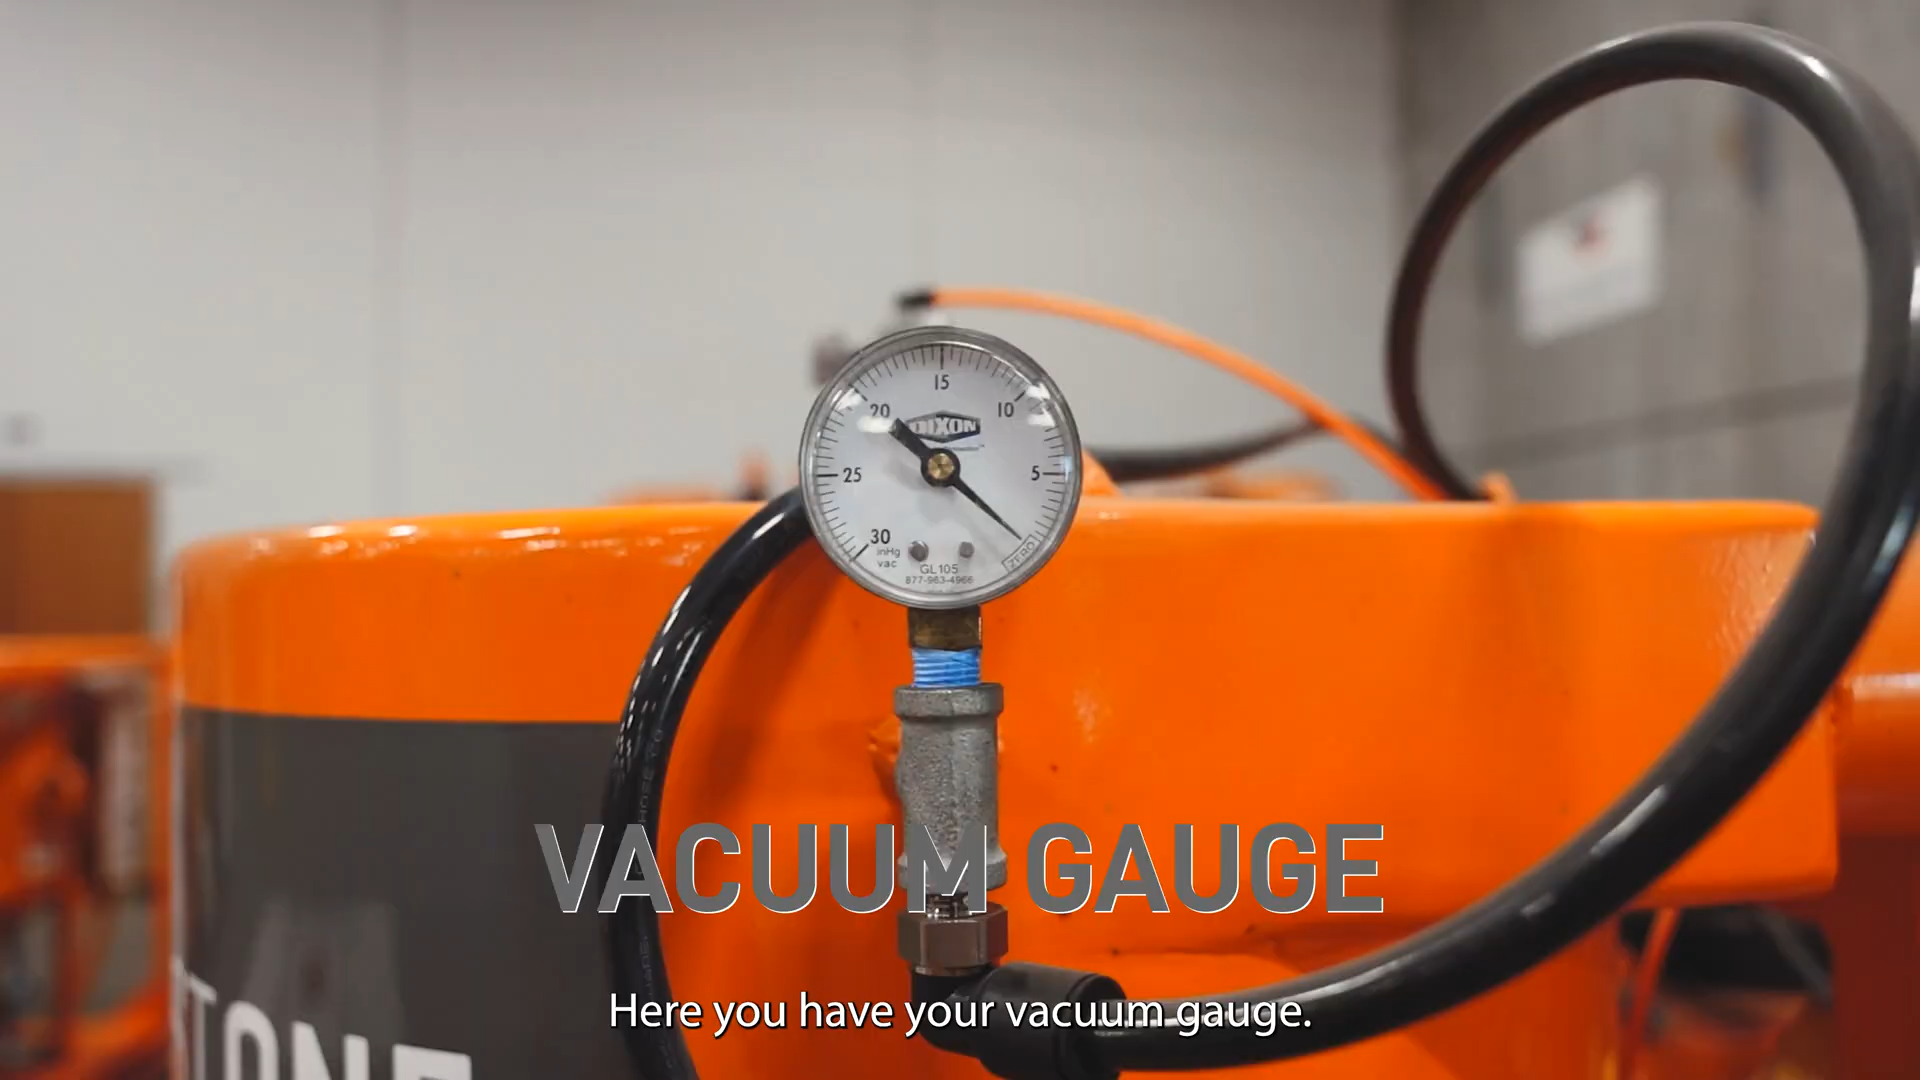 15
20
10
DIXON
25
5
30
inHg
vac
ZERO
GL105
877-963-4966
VACUUM GAUGE
Here you have your vacuum gauge.